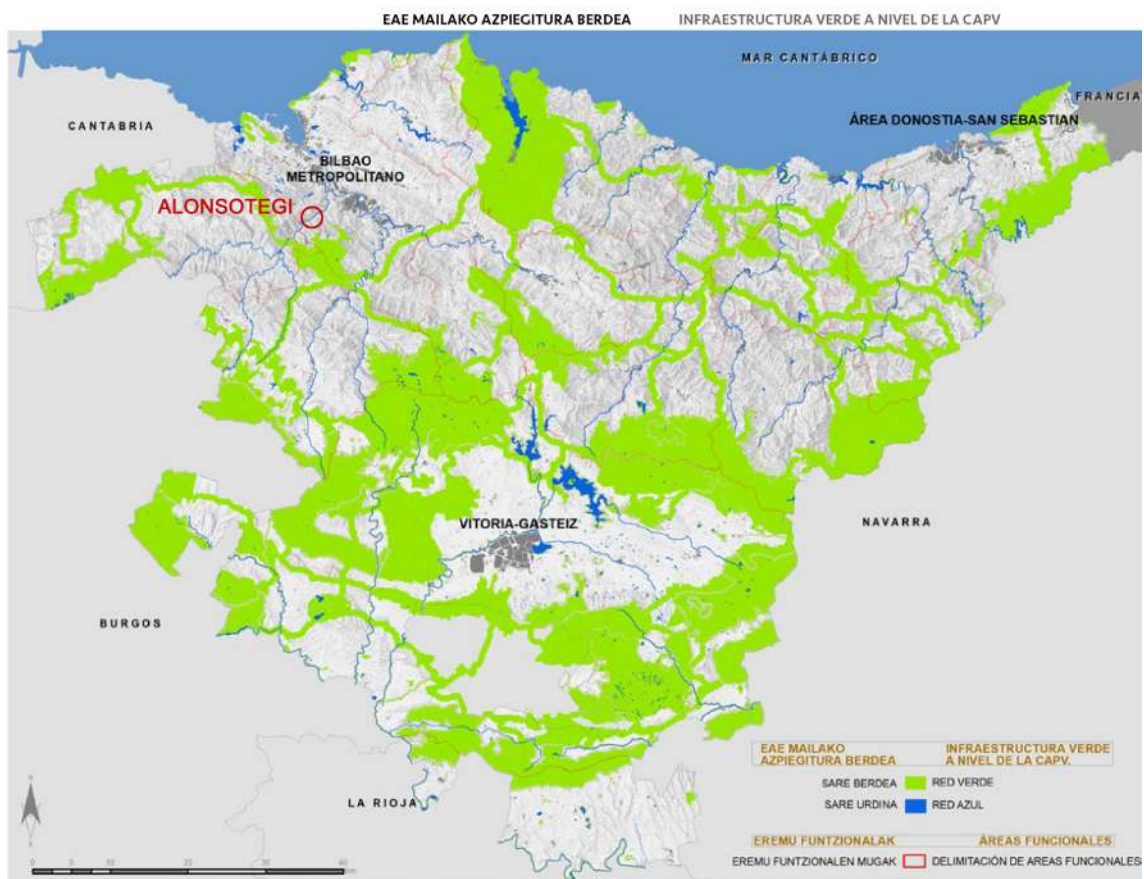 EAE MAILAKO AZPIEGITURA BERDEA INFRAESTRUCTURA VERDE A NIVEL DE LA CAPV
MAR CANTÁBRICO
FRANCIA
CANTABRIA
ÁREA DONOSTIA-SAN SEBASTIAN
BILBAO
METROPOLITANO
ALONSOTEGI
VITORIA-GASTEIZ
NAVARRA
BURGOS
LA RIOJA
EAE MAILAKO
AZPIEGITURA BERDEA
INFRAESTRUCTURA VERDE
A NIVEL DE LA CAPV.
SARE BERDEA RED VERDE
SARE URDINA RED AZUL
EREMU FUNTZIONALAK ÁREAS FUNCIONALES
EREMU FUNTZIONALEN MUGAK DELIMITACIÓN DE AREAS FUNCIONALES
0 5 10 20 30 40